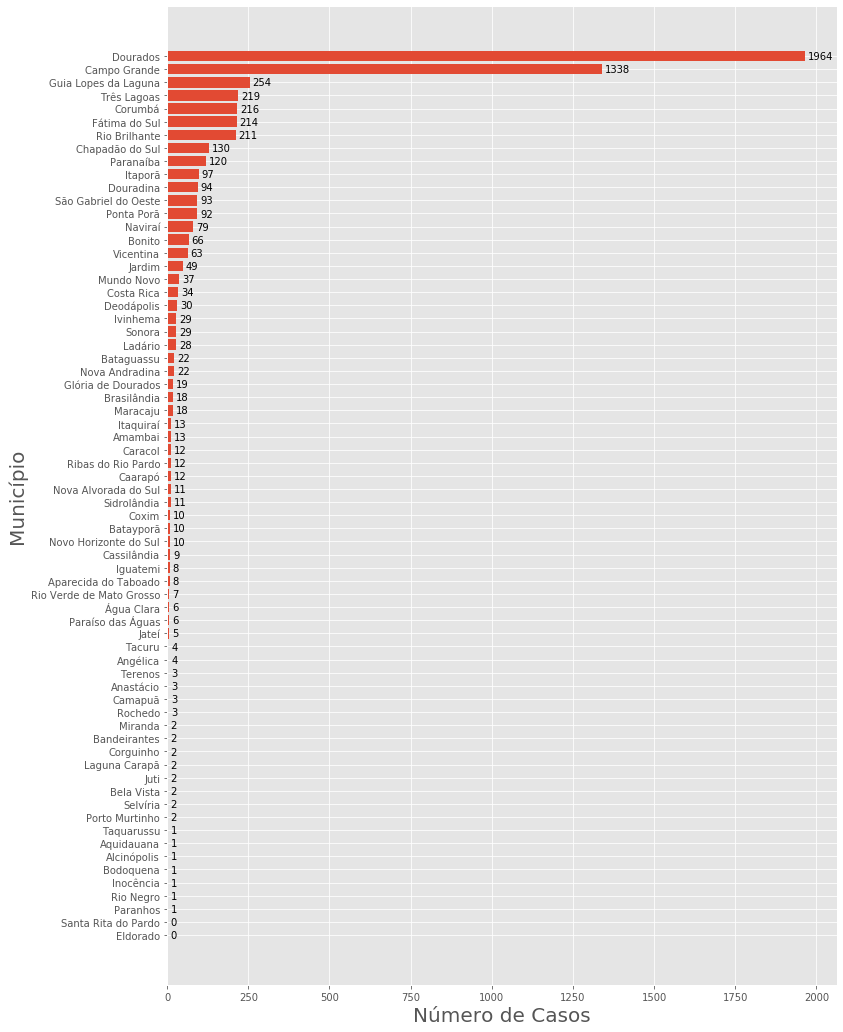 Dourados 1964
Campo Grande 1338
Guia Lopes da Laguna 254
Três Lagoas 219
Corumbá 216
Fátima do Sul 214
Rio Brilhante 211
Chapadão do Sul 130
Paranaíba 120
Itaporã 97
Douradina 94
São Gabriel do Oeste 93
Ponta Porã 92
Naviraí 79
Bonito 66
Vicentina 63
Jardim 49
Mundo Novo 37
Costa Rica 34
Deodápolis 30
Ivinhema 29
Sonora 29
Ladário 28
Bataguassu 22
Nova Andradina 22
Glória de Dourados 19
Brasilândia 18
Maracaju 18
Itaquiraí 13
Amambai 13
Caracol 12
Ribas do Rio Pardo 12
Caarapó 12
Nova Alvorada do Sul 11
Sidrolândia 11
Coxim 10
Batayporã 10
Novo Horizonte do Sul 10
Cassilândia 9
Iguatemi 8
Aparecida do Taboado 8
Rio Verde de Mato Grosso 7
Água Clara 6
Paraíso das Águas 6
Jateí 5
Tacuru 4
Angélica 4
Terenos 3
Anastácio 3
Camapuã 3
Rochedo 3
Miranda 2
Bandeirantes 2
Corguinho 2
Laguna Carapã 2
Juti 2
Bela Vista 2
Selvíria 2
Porto Murtinho 2
Taquarussu 1
Aquidauana 1
Alcinópolis 1
Bodoquena 1
Inocência 1
Rio Negro 1
Paranhos 1
Santa Rita do Pardo 0
Eldorado 0
Município
0 250 500 750 1000 1250 1500 1750 2000
Número de Casos